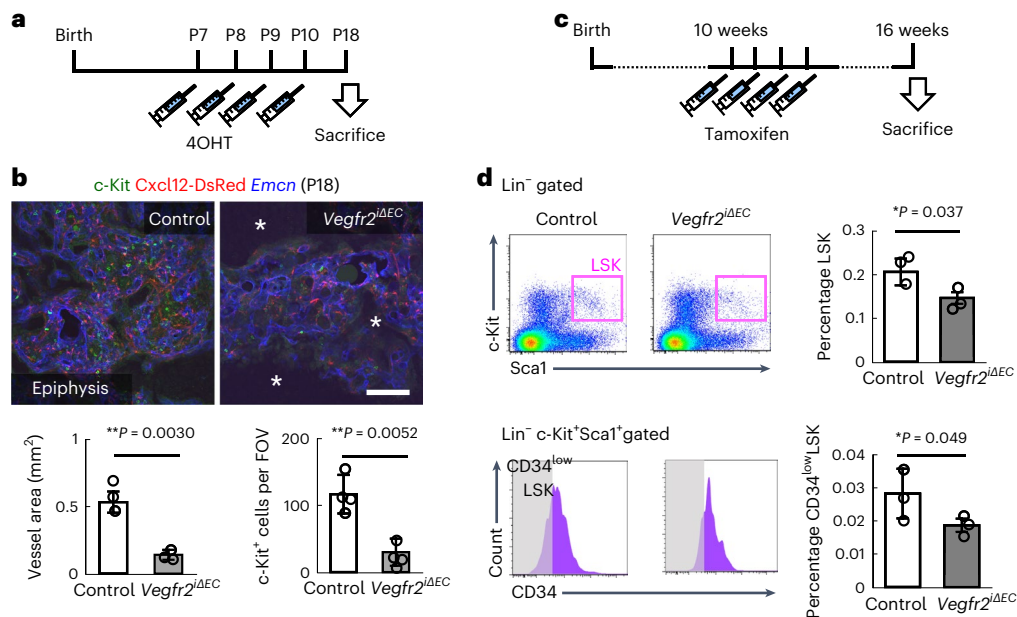 a
Birth
P7
P8
P9
P10
P18
4OHT
Sacrifice
b
c-Kit Cxcl12-DsRed Emcn (P18)
Control
Vegfr2iΔEC
*
*
*
Epiphysis
Vessel area (mm2)
1
0.5
0
**P = 0.0030
Control Vegfr2iΔEC
c-Kit+ cells per FOV
200
100
0
**P = 0.0052
Control Vegfr2iΔEC
c
Birth
10 weeks
16 weeks
Tamoxifen
Sacrifice
d
Lin− gated
Control
Vegfr2iΔEC
LSK
c-Kit
Sca1
*P = 0.037
Percentage LSK
0.3
0.2
0.1
0
Control Vegfr2iΔEC
Lin− c-Kit+Sca1+gated
CD34low
LSK
Count
CD34
*P = 0.049
Percentage CD34lowLSK
0.04
0.03
0.02
0.01
0
Control Vegfr2iΔEC